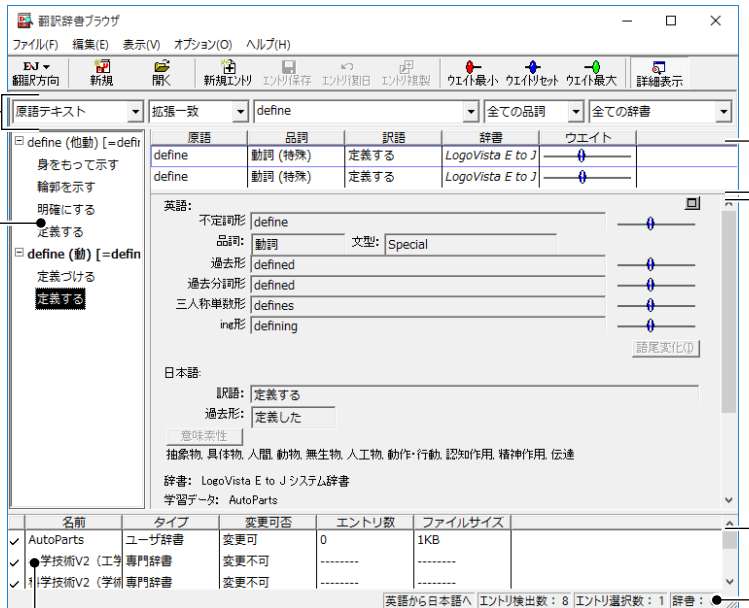 翻訳辞書ブラウザ
ファイル(F) 編集(E) 表示(V) オプション(O) ヘルプ(H)
EXJ
翻訳方向 新規 開く 新規エントリ エントリ保存 エントリ復旧 エントリ複製 ウエイト最小 ウエイトリセット ウエイト最大 詳細表示
原語テキスト 拡張一致 define 全ての品詞 全ての辞書
原語 品詞 訳語 辞書 ウエイト
define 動詞 (特殊) 定義する LogoVista E to J
define 動詞 (特殊) 定義する LogoVista E to J
define (他動) [=defir
身をもって示す
輪郭を示す
明確にする
定義する
define (動) [=defin
定義づける
定義する
英語:
不定詞形 define
品詞: 動詞 文型: Special
過去形 defined
過去分詞形 defined
三人称単数形 defines
ing形 defining
語尾変化(I)
日本語:
訳語: 定義する
過去形: 定義した
意味索性
抽象物, 具体物, 人間, 動物, 無生物, 人工物, 動作・行動, 認知作用, 精神作用, 伝達
辞書: LogoVista E to J システム辞書
学習データ: AutoParts
名前 タイプ 変更可否 エントリ数 ファイルサイズ
AutoParts ユーザ辞書 変更可 0 1KB
学技術V2 (工学 専門辞書 変更不可 -------- --------
科学技術V2 (学術 専門辞書 変更不可 -------- --------
英語から日本語へ エントリ検出数: 8 エントリ選択数: 1 辞書: